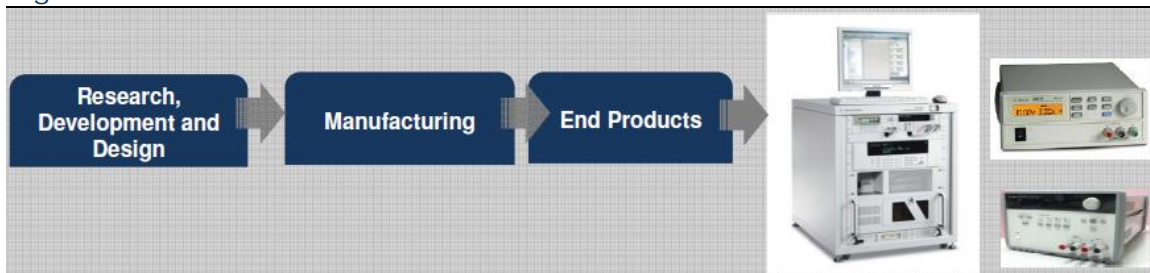 Research,
Development and
Design
Manufacturing
End Products